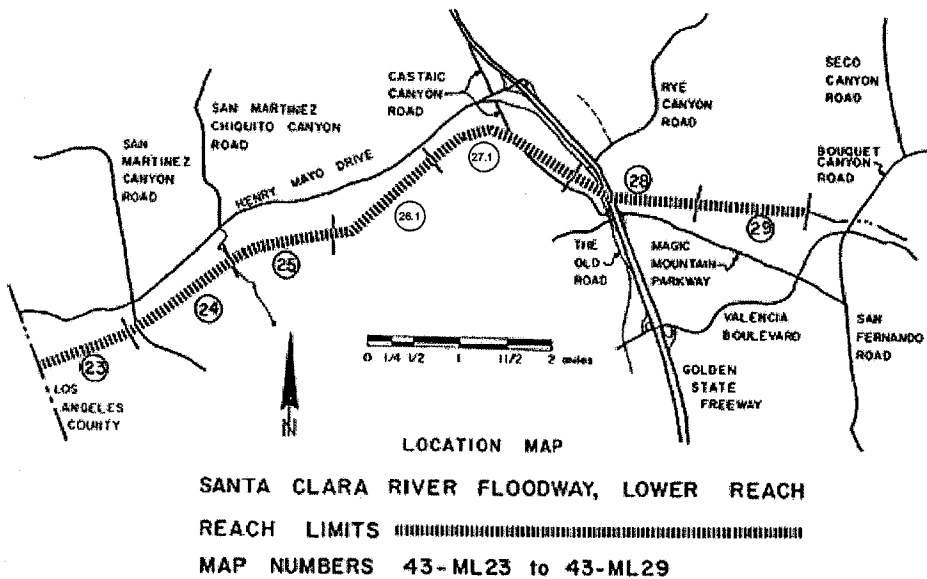 CASTAIC
CANYON
ROAD
SAN MARTINEZ
CHIQUITO CANYON
ROAD
SAN
MARTINEZ
CANYON
ROAD
HENRY MAYO DRIVE
RYE
CANYON
ROAD
SECO
CANYON
ROAD
BOUQUET
CANYON
ROAD
27.1
26.1
28
29
25
24
23
THE
OLD
ROAD
MAGIC
MOUNTAIN
PARKWAY
VALENCIA
BOULEVARD
SAN
FERNANDO
ROAD
GOLDEN
STATE
FREEWAY
LOS
ANGELES
COUNTY
N
0 1/4 1/2 1 11/2 2 miles
LOCATION MAP
SANTA CLARA RIVER FLOODWAY, LOWER REACH
REACH LIMITS
MAP NUMBERS 43-ML23 to 43-ML29